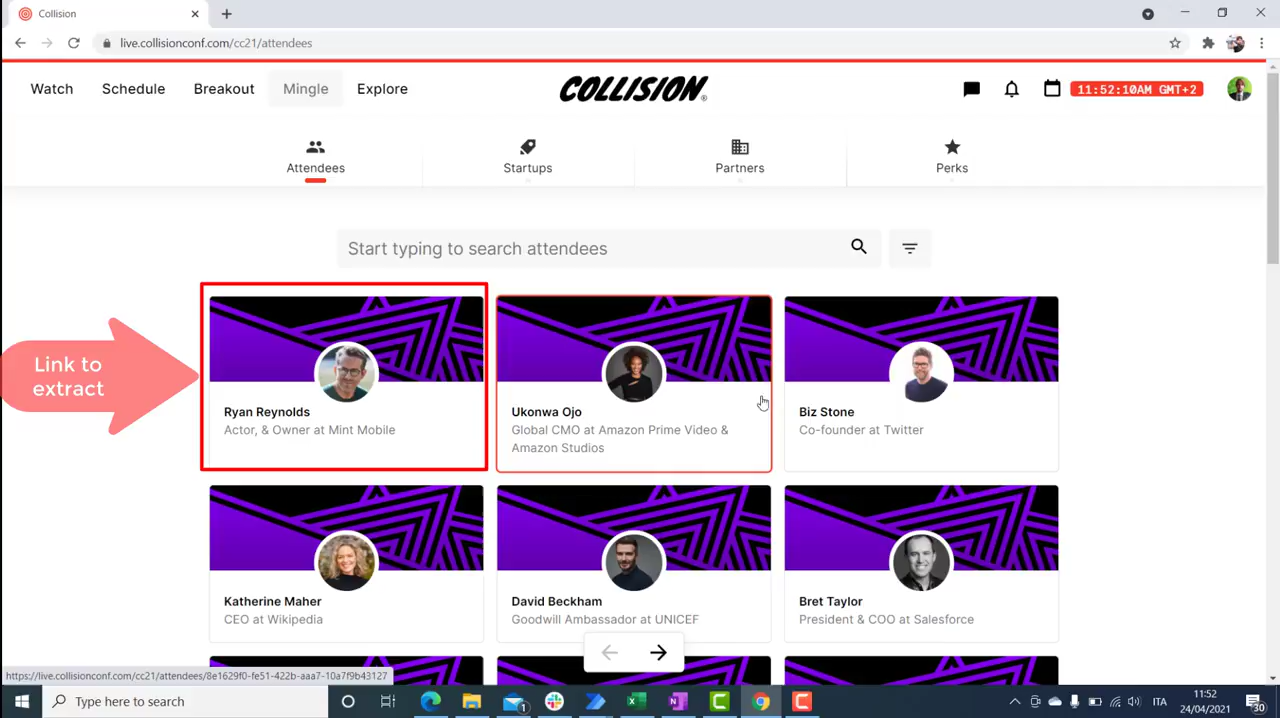 Collision
live.collisionconf.com/cc21/attendees
Watch
Schedule
Breakout
Mingle
Explore
COLLISION
11:52:10AM GMT+2
Attendees
Startups
Partners
Perks
Start typing to search attendees
Link to
extract
Ryan Reynolds
Actor, & Owner at Mint Mobile
Ukonwa Ojo
Global CMO at Amazon Prime Video &
Amazon Studios
Biz Stone
Co-founder at Twitter
Katherine Maher
CEO at Wikipedia
David Beckham
Goodwill Ambassador at UNICEF
Bret Taylor
President & COO at Salesforce
https://live.collisionconf.com/cc21/attendees/8e1629f0-fe51-422b-aaa7-10a7f9b43127
Type here to search
1
ITA
11:52
24/04/2021
30